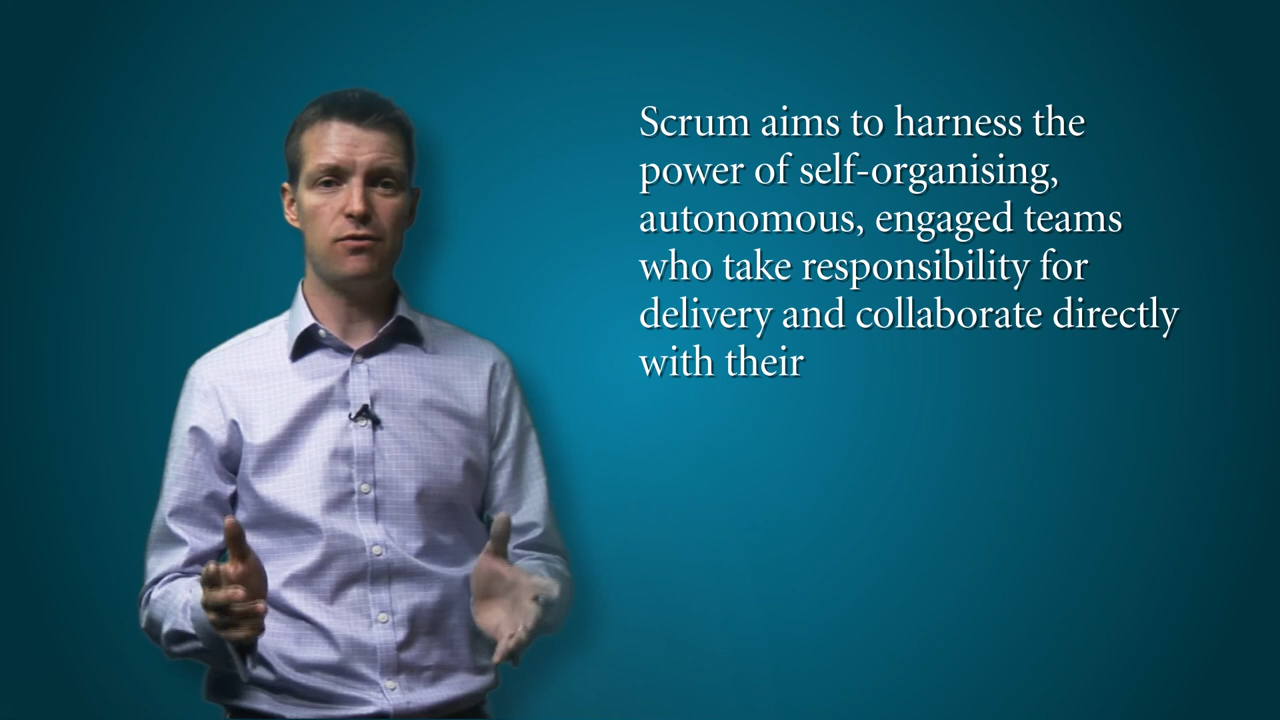 Scrum aims to harness the
power of self-organising,
autonomous, engaged teams
who take responsibility for
delivery and collaborate directly
with their